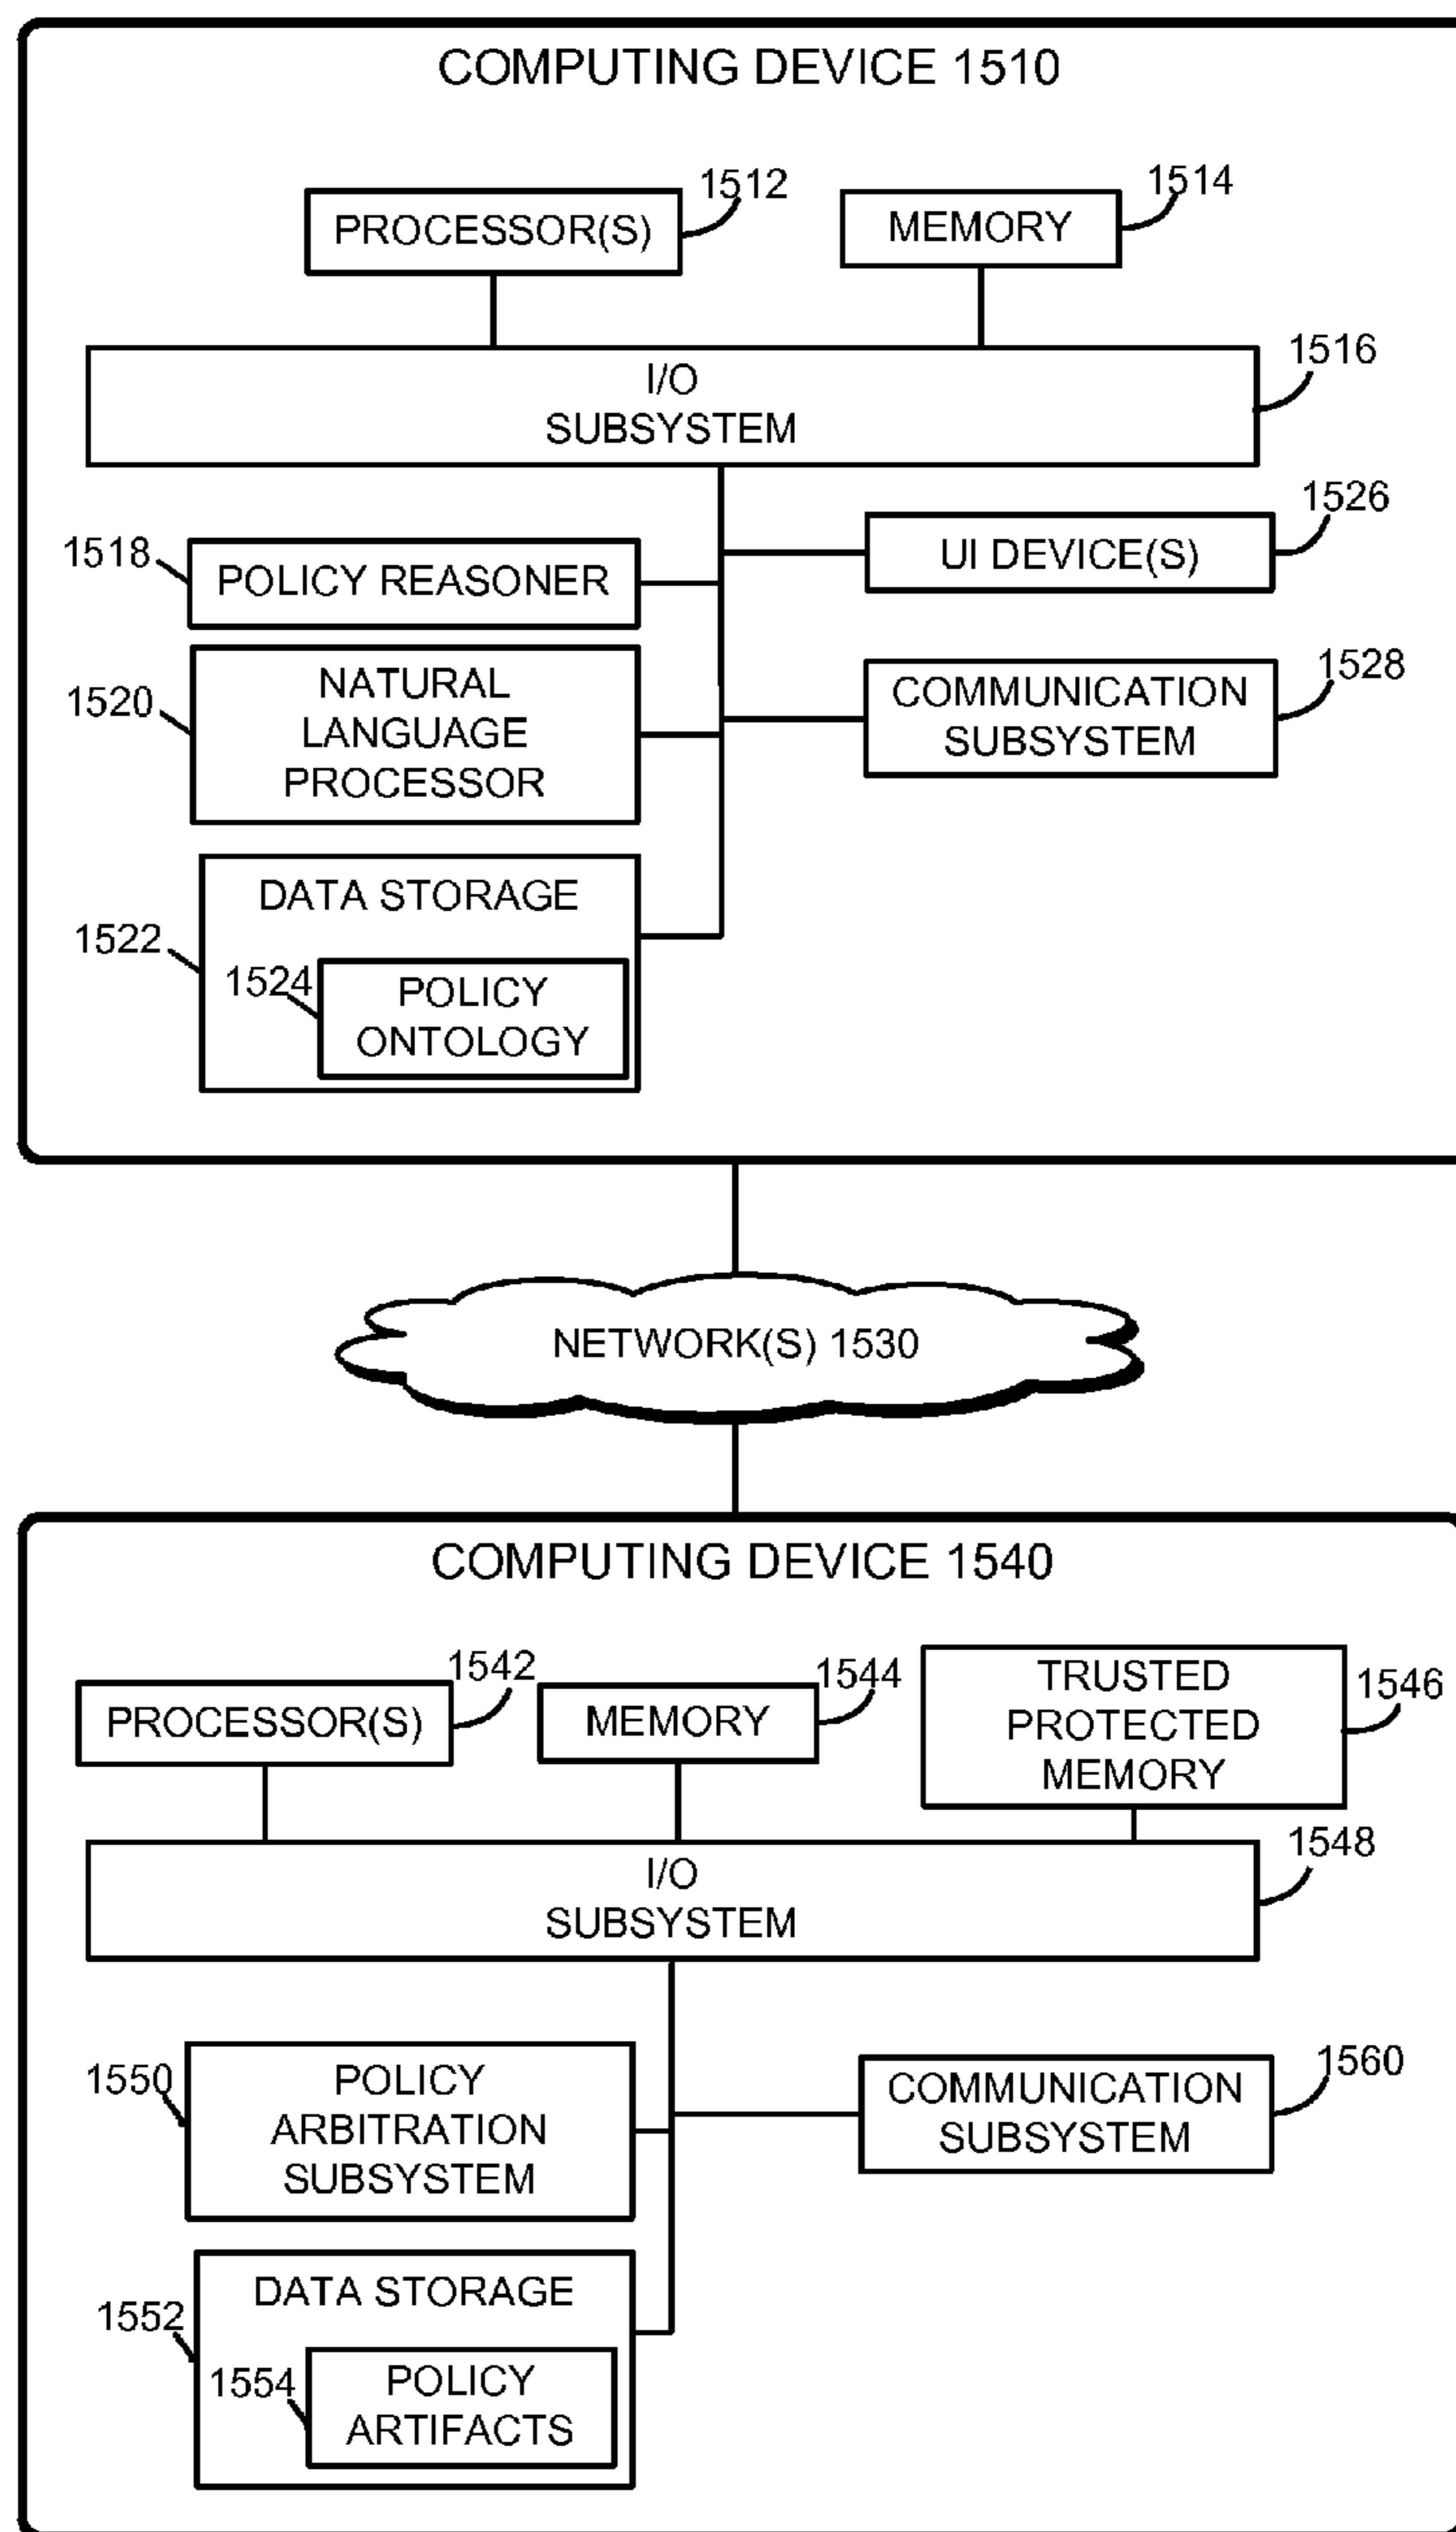 COMPUTING DEVICE 1510
1512
1514
PROCESSOR(S)
MEMORY
1516
I/O
SUBSYSTEM
1526
1518
POLICY REASONER
UI DEVICE(S)
1520
NATURAL
LANGUAGE
PROCESSOR
1528
COMMUNICATION
SUBSYSTEM
DATA STORAGE
1522
1524
POLICY
ONTOLOGY
NETWORK(S) 1530
COMPUTING DEVICE 1540
1542
1544
1546
PROCESSOR(S)
MEMORY
TRUSTED
PROTECTED
MEMORY
1548
I/O
SUBSYSTEM
1550
POLICY
ARBITRATION
SUBSYSTEM
1560
COMMUNICATION
SUBSYSTEM
DATA STORAGE
1552
1554
POLICY
ARTIFACTS